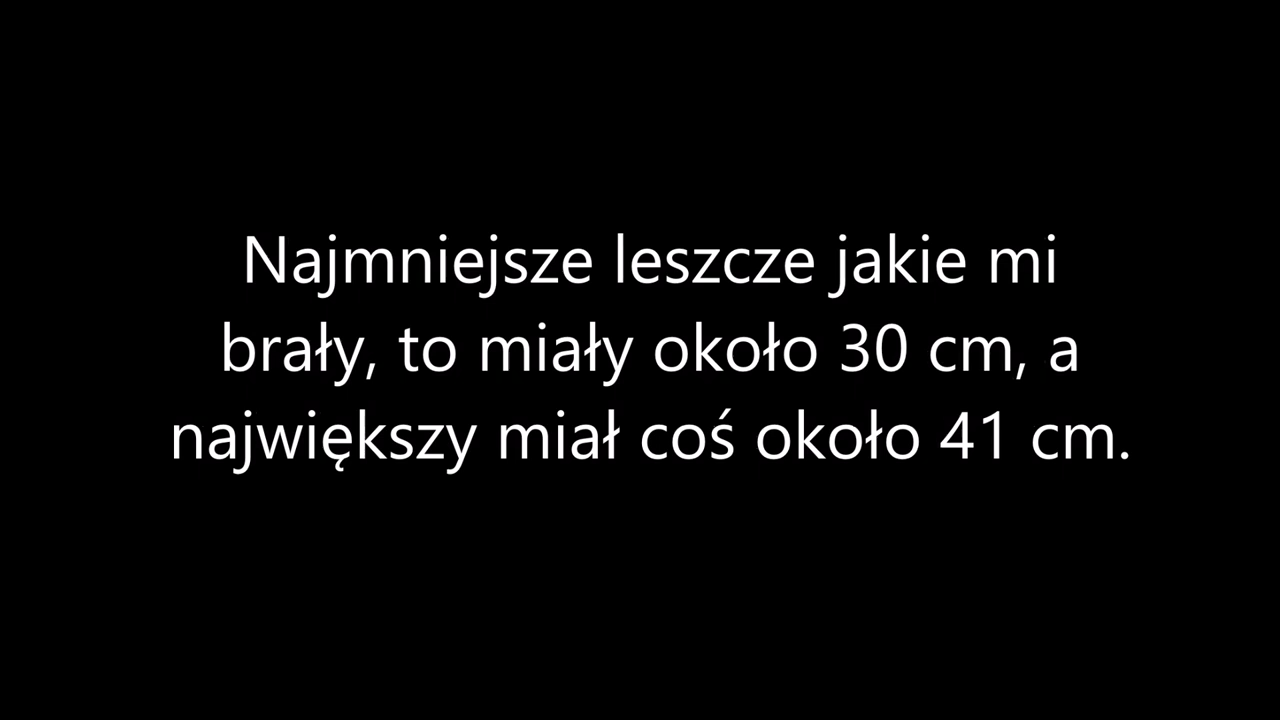 Najmniejsze leszcze jakie mi
brały, to miały około 30 cm, a
największy miał coś około 41 cm.